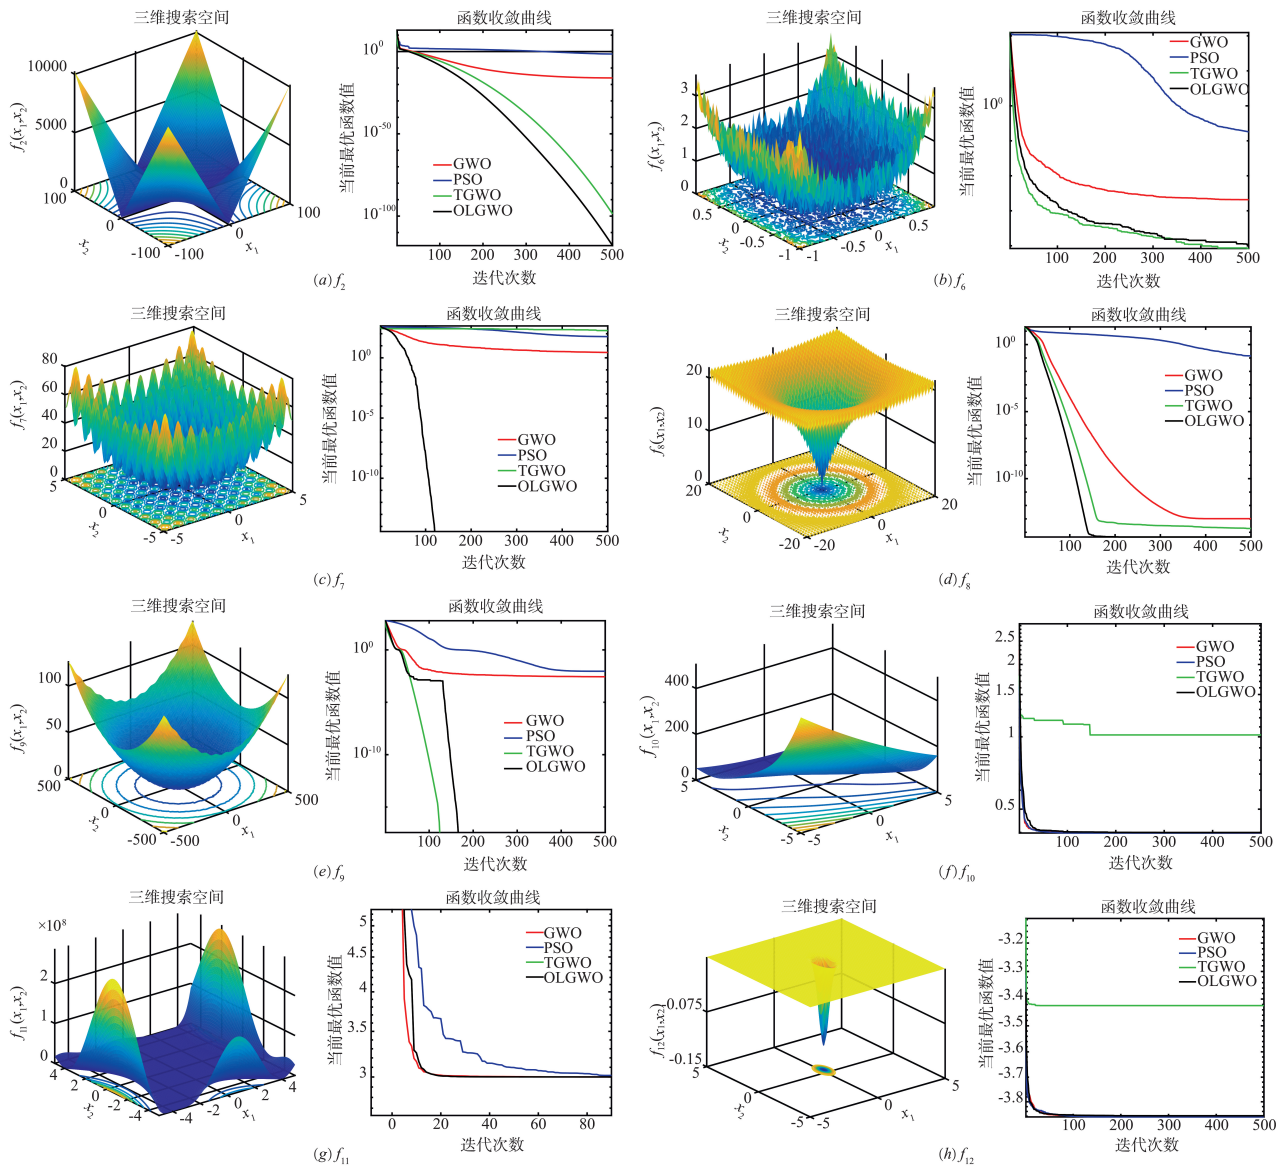 三维搜索空间
10000
5000
0
f2(x1,x2)
100
0
-100
x2
-100
0
100
x1
函数收敛曲线
10^0
10^-50
10^-100
当前最优函数值
GWO
PSO
TGWO
OLGWO
100 200 300 400 500
迭代次数
(a) f2
三维搜索空间
3
2
1
0
f6(x1,x2)
0.5
0
-0.5
-1
x2
-1
-0.5
0
0.5
x1
函数收敛曲线
10^0
当前最优函数值
GWO
PSO
TGWO
OLGWO
100 200 300 400 500
迭代次数
(b) f6
三维搜索空间
80
60
40
20
0
f7(x1,x2)
5
0
-5
x2
-5
0
5
x1
函数收敛曲线
10^0
10^-5
10^-10
当前最优函数值
GWO
PSO
TGWO
OLGWO
100 200 300 400 500
迭代次数
(c) f7
三维搜索空间
20
10
0
f8(x1,x2)
20
0
-20
x2
-20
0
20
x1
函数收敛曲线
10^0
10^-5
10^-10
当前最优函数值
GWO
PSO
TGWO
OLGWO
100 200 300 400 500
迭代次数
(d) f8
三维搜索空间
100
50
0
f9(x1,x2)
500
0
-500
x2
-500
0
500
x1
函数收敛曲线
10^0
10^-10
当前最优函数值
GWO
PSO
TGWO
OLGWO
100 200 300 400 500
迭代次数
(e) f9
三维搜索空间
400
200
0
f10(x1,x2)
5
0
-5
x2
-5
0
5
x1
函数收敛曲线
2.5
2
1.5
1
0.5
当前最优函数值
GWO
PSO
TGWO
OLGWO
100 200 300 400 500
迭代次数
(f) f10
三维搜索空间
×10^8
2
1
0
f11(x1,x2)
4
2
0
-2
-4
x2
-4
-2
0
2
4
x1
函数收敛曲线
5
4.5
4
3.5
3
当前最优函数值
GWO
PSO
TGWO
OLGWO
0 20 40 60 80
迭代次数
(g) f11
三维搜索空间
-0.075
-0.15
f12(x1,x2)
5
0
-5
x2
-5
0
5
x1
函数收敛曲线
-3.2
-3.3
-3.4
-3.5
-3.6
-3.7
-3.8
当前最优函数值
GWO
PSO
TGWO
OLGWO
100 200 300 400 500
迭代次数
(h) f12